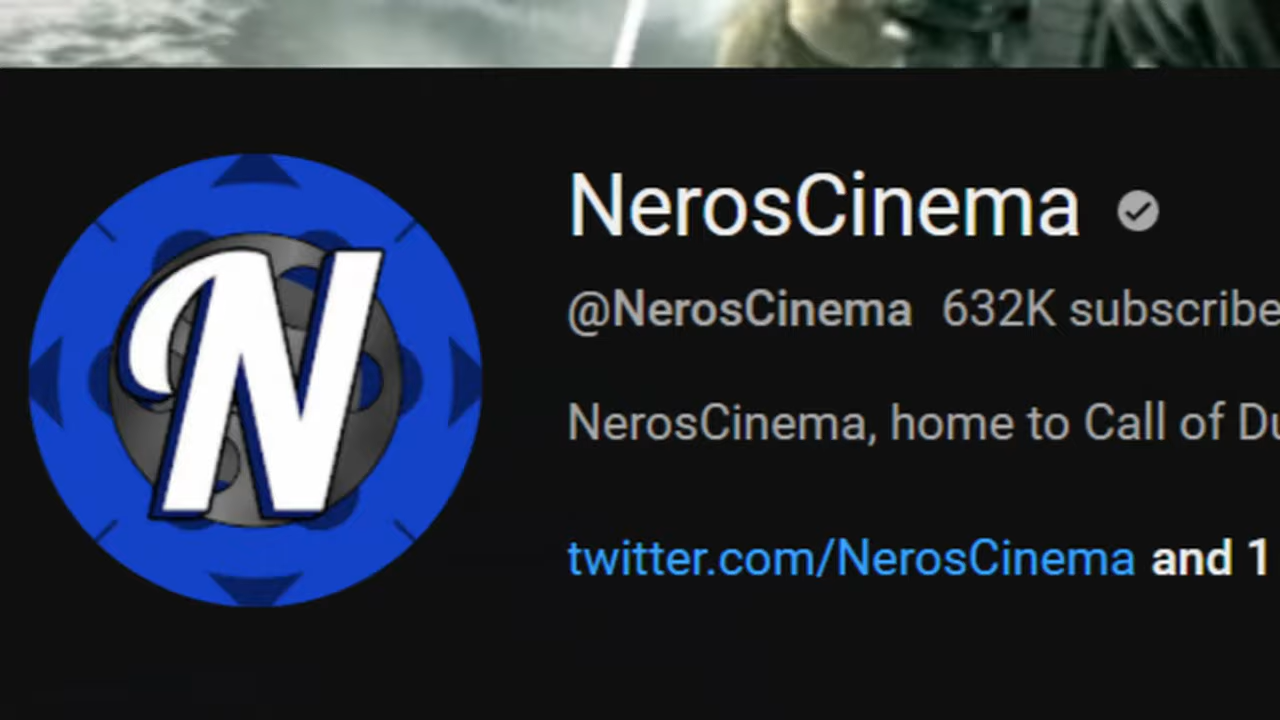 NerosCinema
@NerosCinema 632K subscribe
NerosCinema, home to Call of Du
twitter.com/NerosCinema and 1
N